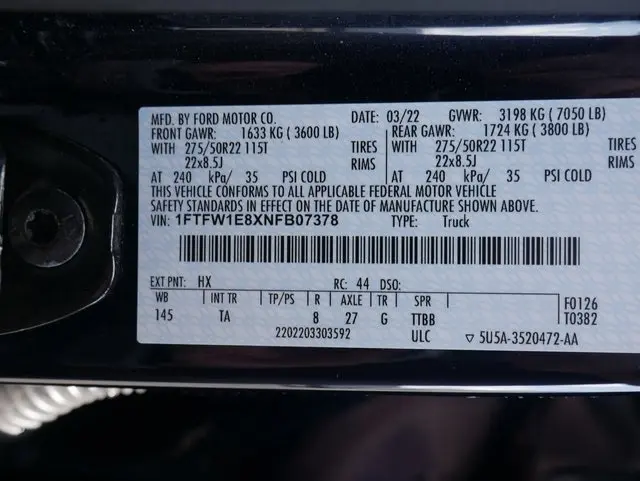 MFD. BY FORD MOTOR CO. DATE: 03/22 GVWR: 3198 KG ( 7050 LB)
FRONT GAWR: 1633 KG ( 3600 LB) REAR GAWR: 1724 KG ( 3800 LB)
WITH 275/50R22 115T TIRES WITH 275/50R22 115T TIRES
22x8.5J RIMS 22x8.5J RIMS
AT 240 kPa/ 35 PSI COLD AT 240 kPa/ 35 PSI COLD
THIS VEHICLE CONFORMS TO ALL APPLICABLE FEDERAL MOTOR VEHICLE
SAFETY STANDARDS IN EFFECT ON THE DATE OF MANUFACTURE SHOWN ABOVE.
VIN: 1FTFW1E8XNFB07378 TYPE: Truck
EXT PNT: HX RC: 44 DSO:
WB INT TR TP/PS R AXLE TR SPR F0126
145 TA 8 27 G TTBB T0382
2202203303592 ULC ▽ 5U5A-3520472-AA